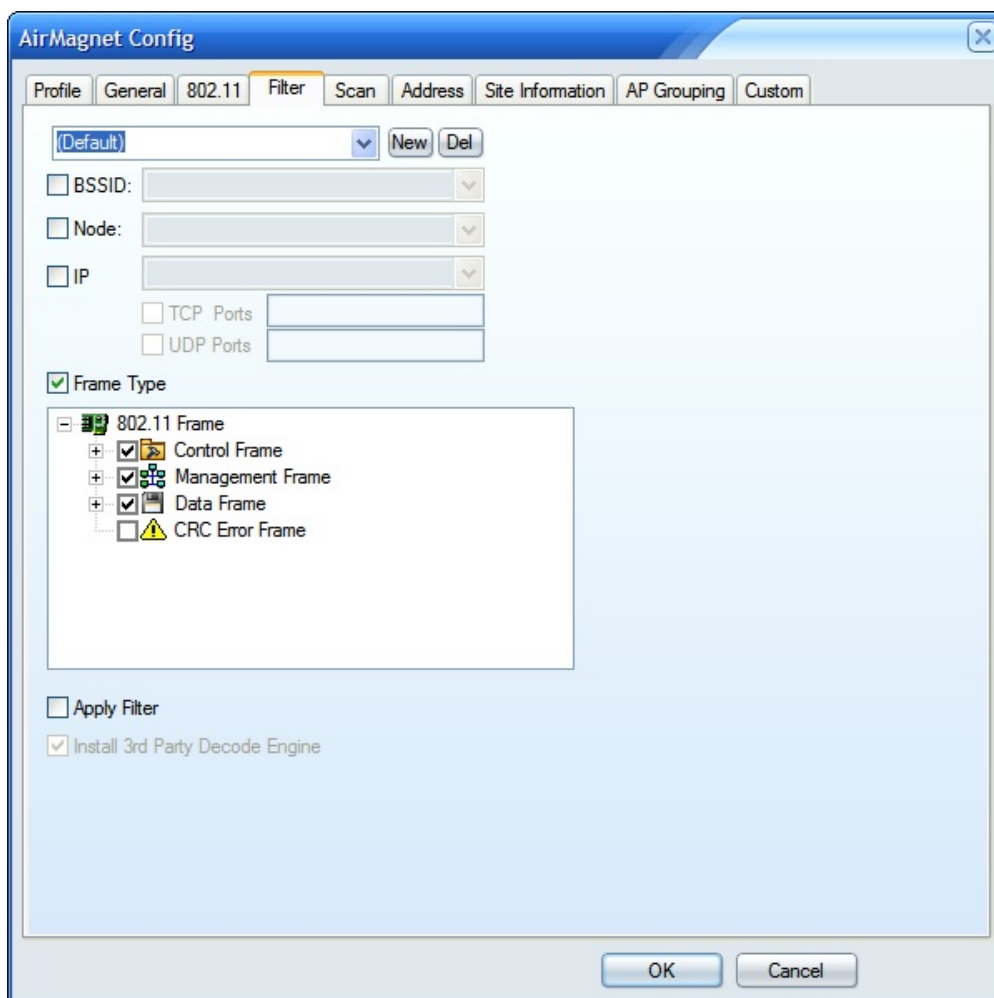 AirMagnet Config
Profile General 802.11 Filter Scan Address Site Information AP Grouping Custom
(Default) New Del
BSSID:
Node:
IP
TCP Ports
UDP Ports
Frame Type
802.11 Frame
Control Frame
Management Frame
Data Frame
CRC Error Frame
Apply Filter
Install 3rd Party Decode Engine
OK Cancel